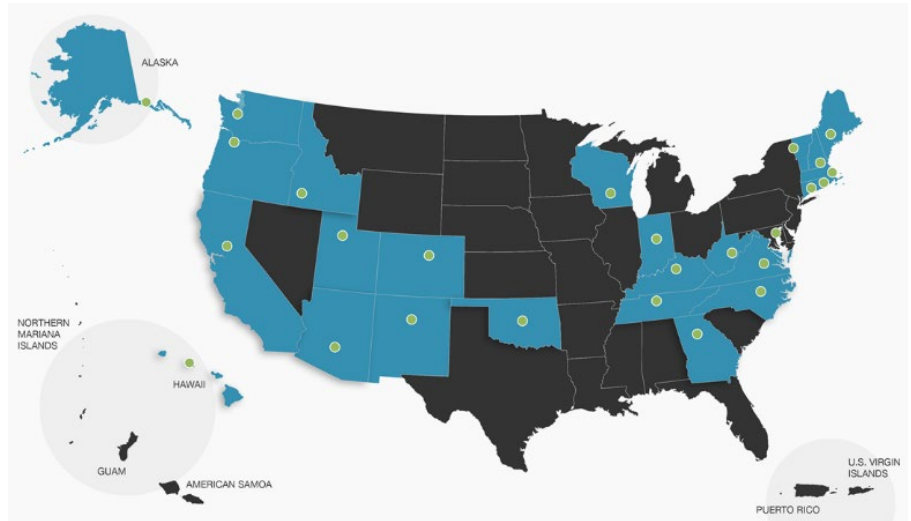 ALASKA
NORTHERN
MARIANA
ISLANDS
HAWAII
GUAM
AMERICAN SAMOA
U.S. VIRGIN
ISLANDS
PUERTO RICO